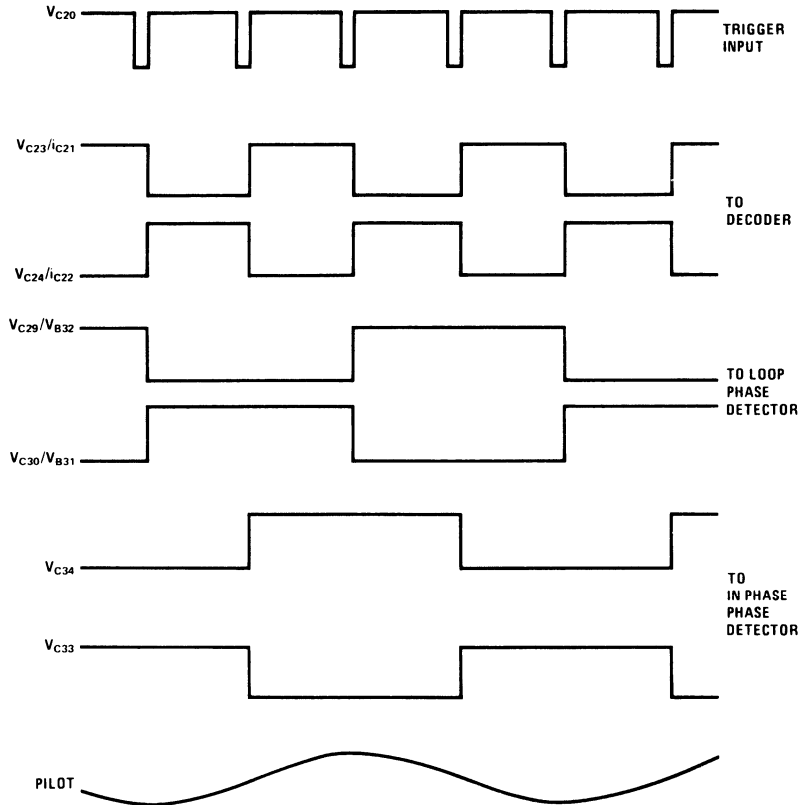 VC20
TRIGGER
INPUT
VC23/iC21
TO
DECODER
VC24/iC22
VC29/VB32
TO LOOP
PHASE
DETECTOR
VC30/VB31
VC34
TO
IN PHASE
PHASE
DETECTOR
VC33
PILOT